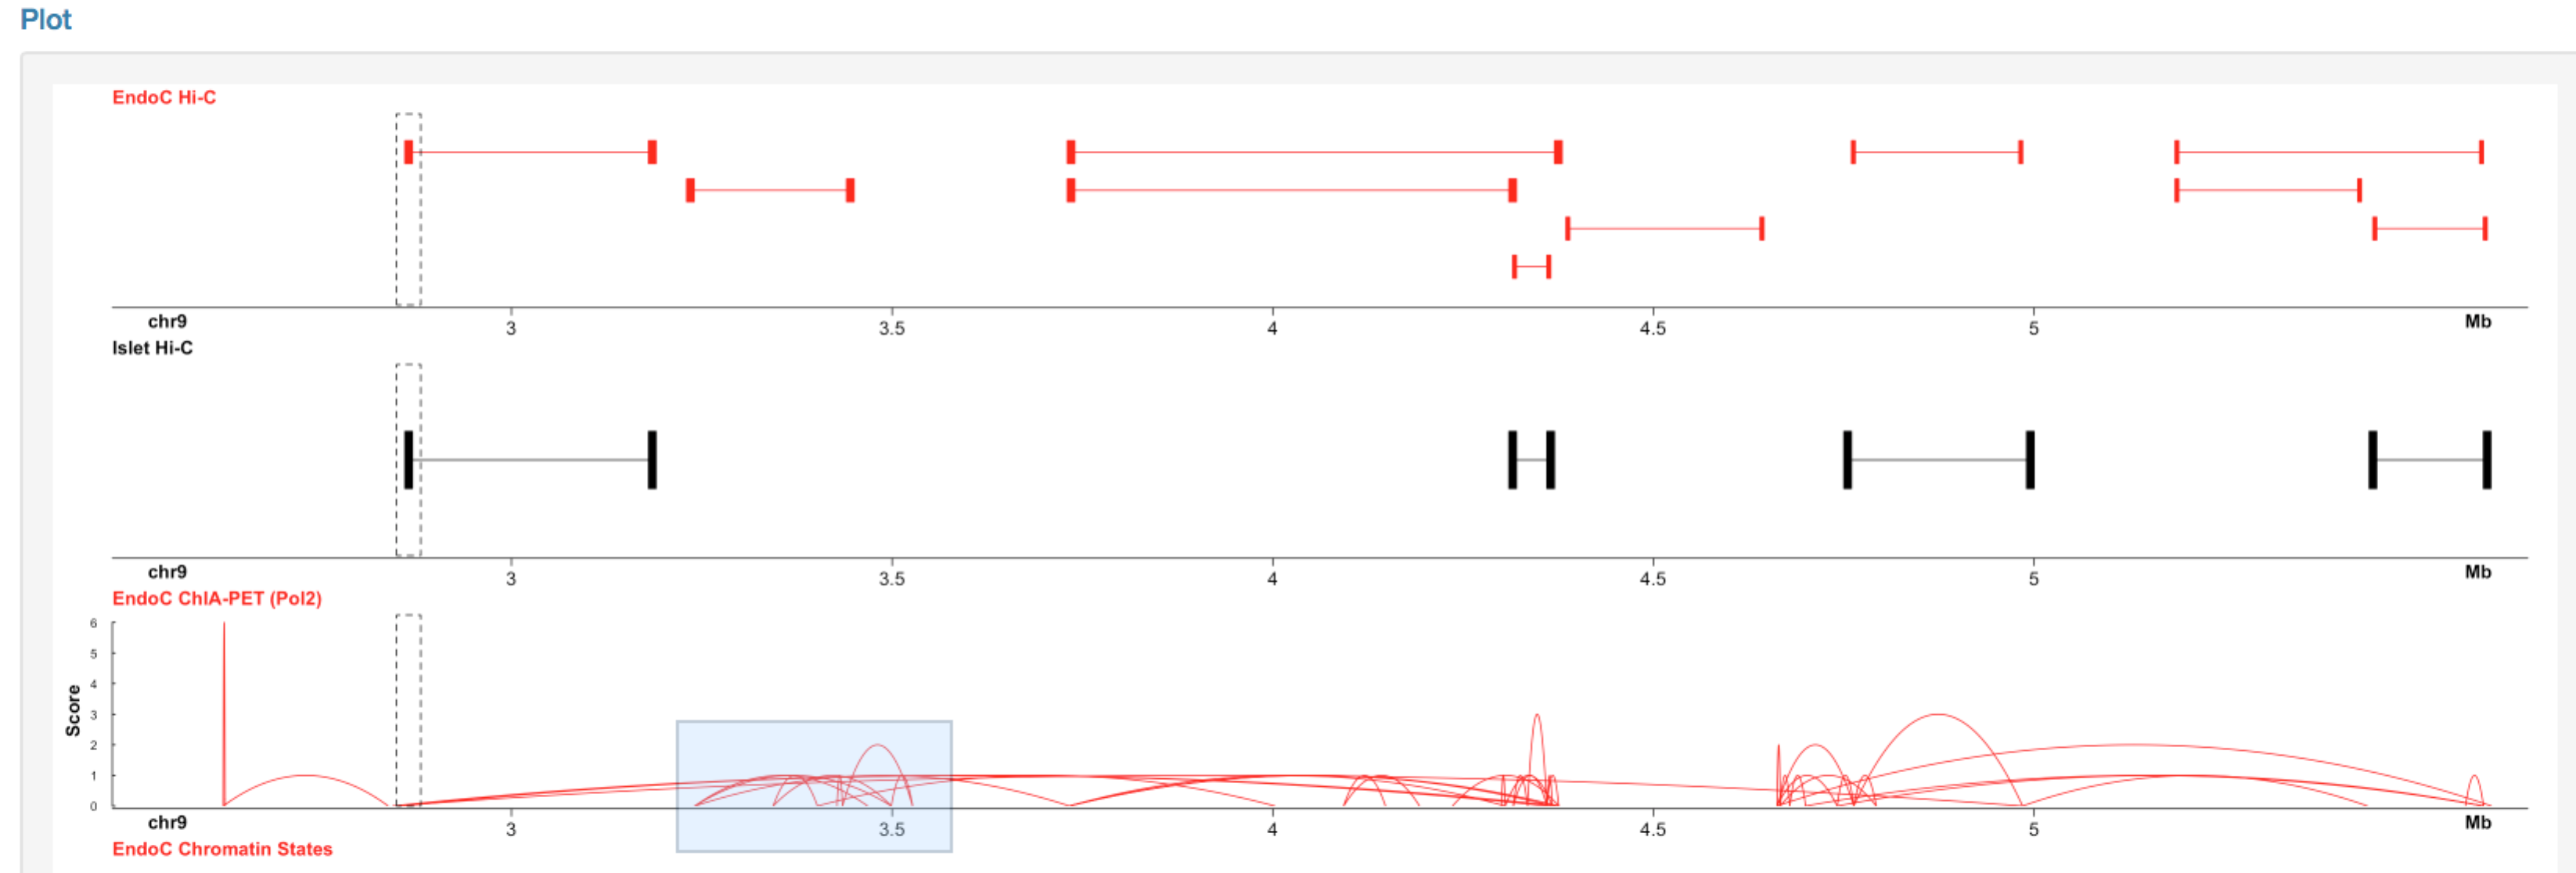 Plot
EndoC Hi-C
chr9 3 3.5 4 4.5 5 Mb
Islet Hi-C
chr9 3 3.5 4 4.5 5 Mb
EndoC ChIA-PET (Pol2)
6
5
4
3
2
1
0
Score
chr9 3 3.5 4 4.5 5 Mb
EndoC Chromatin States